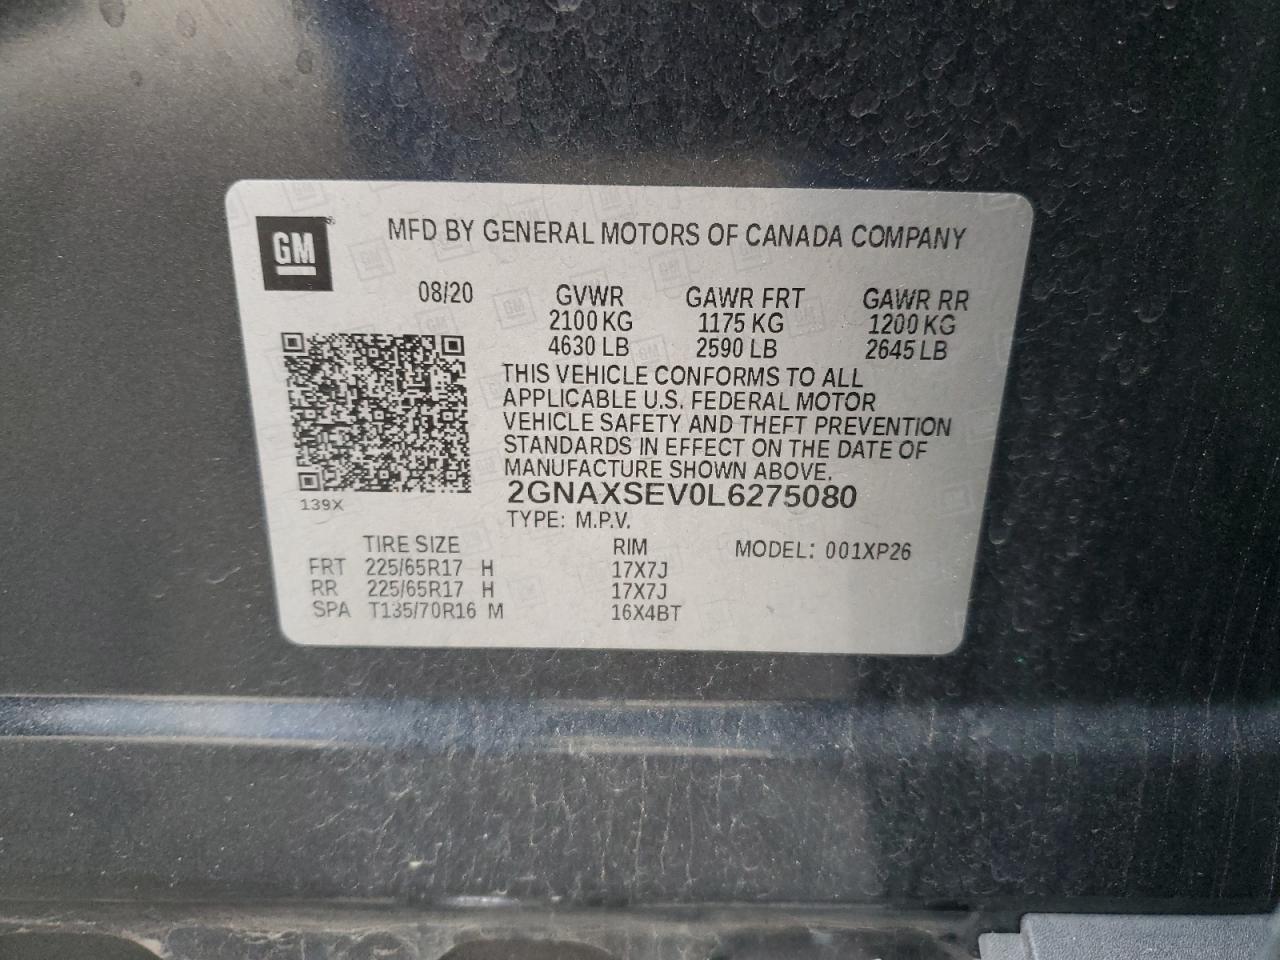 GM
MFD BY GENERAL MOTORS OF CANADA COMPANY
08/20 GVWR GAWR FRT GAWR RR
2100 KG 1175 KG 1200 KG
4630 LB 2590 LB 2645 LB
THIS VEHICLE CONFORMS TO ALL
APPLICABLE U.S. FEDERAL MOTOR
VEHICLE SAFETY AND THEFT PREVENTION
STANDARDS IN EFFECT ON THE DATE OF
MANUFACTURE SHOWN ABOVE.
2GNAXSEV0L6275080
139X
TYPE: M.P.V.
TIRE SIZE RIM MODEL: 001XP26
FRT 225/65R17 H 17X7J
RR 225/65R17 H 17X7J
SPA T135/70R16 M 16X4BT